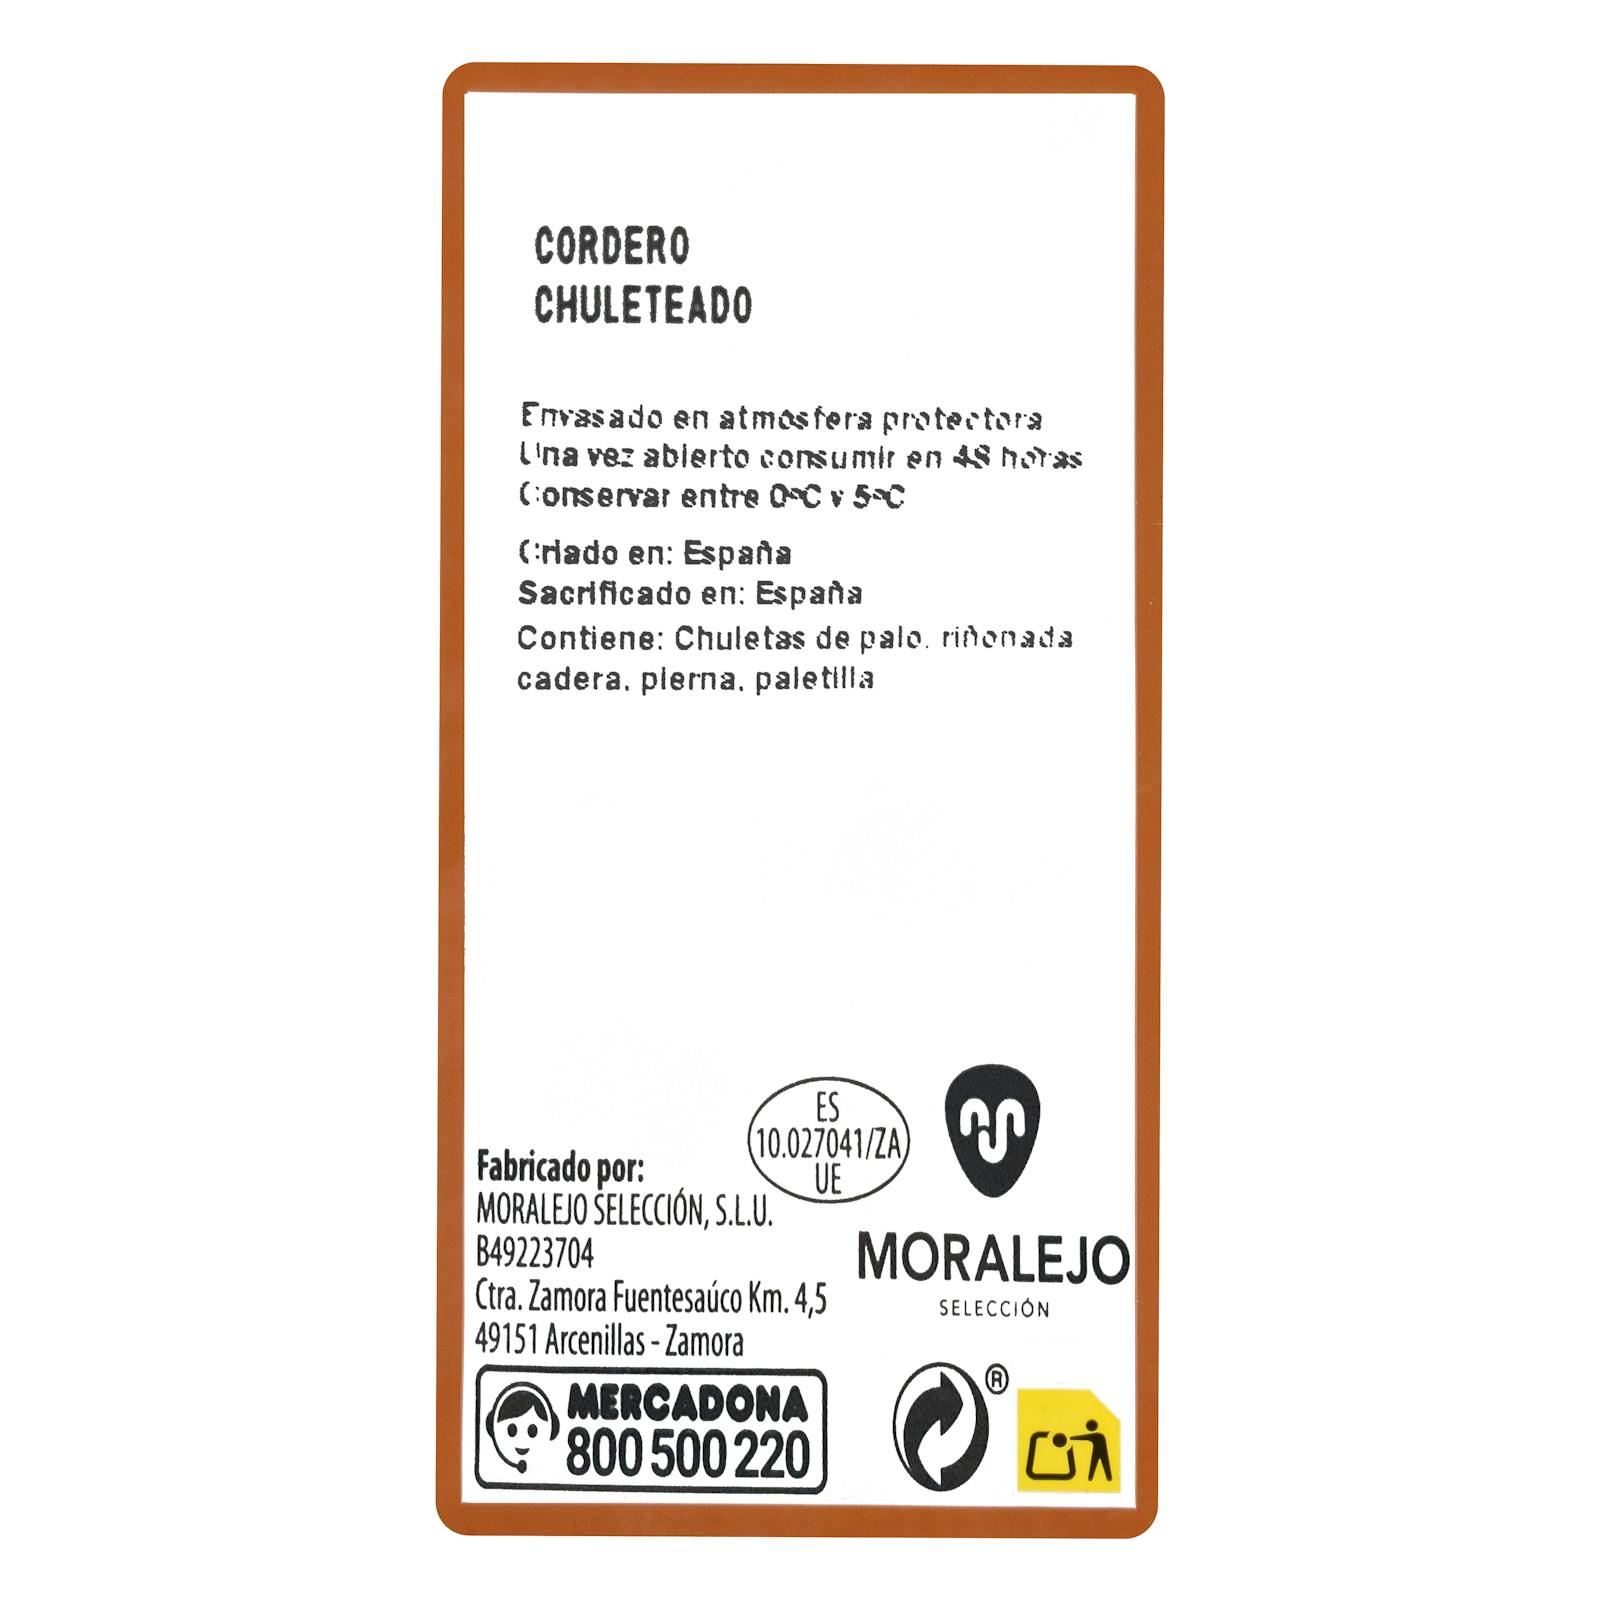 CORDERO
CHULETEADO
Envasado en atmosfera protectora
Una vez abierto consumir en 48 horas
Conservar entre 0ºC y 5ºC
Criado en: España
Sacrificado en: España
Contiene: Chuletas de palo, riñonada
cadera, pierna, paletilla
ES
10.027041/ZA
UE
Fabricado por:
MORALEJO SELECCIÓN, S.L.U.
B49223704
Ctra. Zamora Fuentesaúco Km. 4,5
49151 Arcenillas - Zamora
MORALEJO
SELECCIÓN
MERCADONA
800 500 220
®